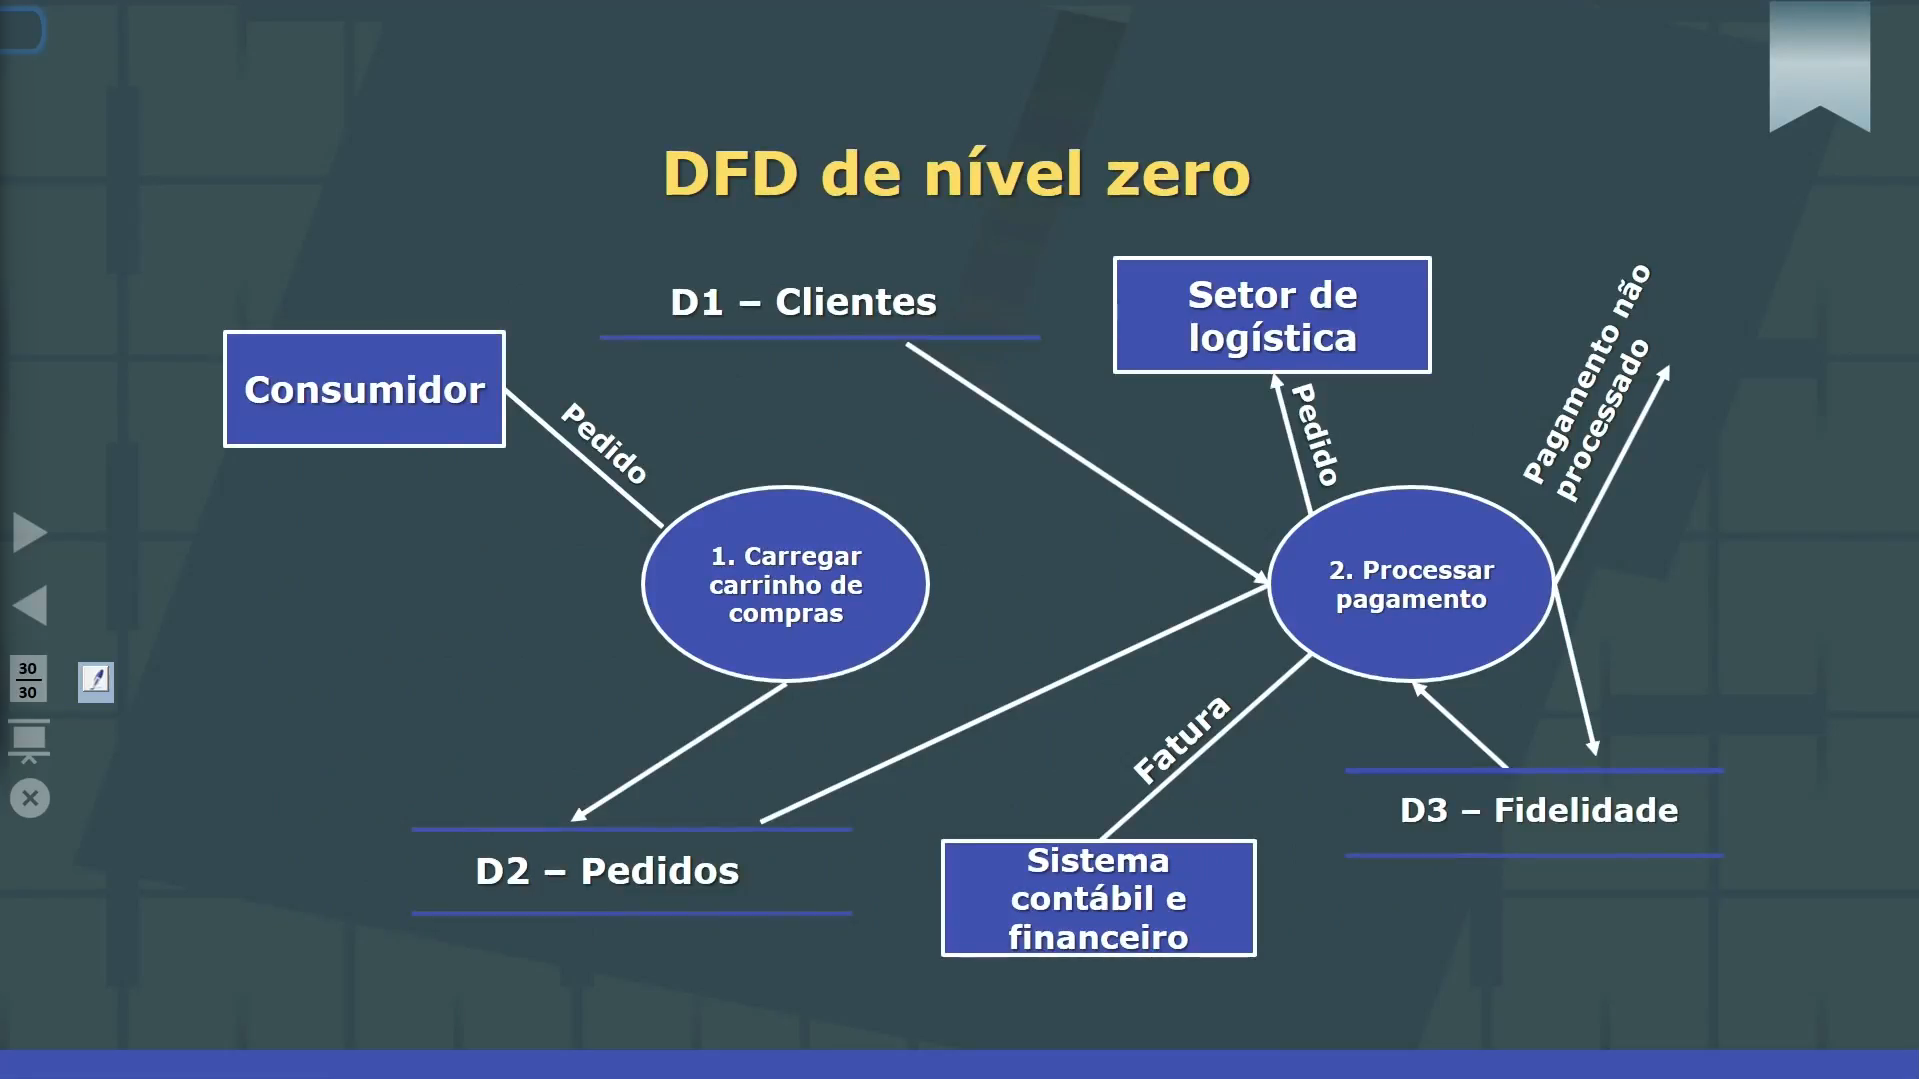 DFD de nível zero
D1 – Clientes
Setor de
logística
Pagamento não
processado
Consumidor
Pedido
Pedido
1. Carregar
carrinho de
compras
2. Processar
pagamento
30
30
Fatura
D3 – Fidelidade
D2 – Pedidos
Sistema
contábil e
financeiro